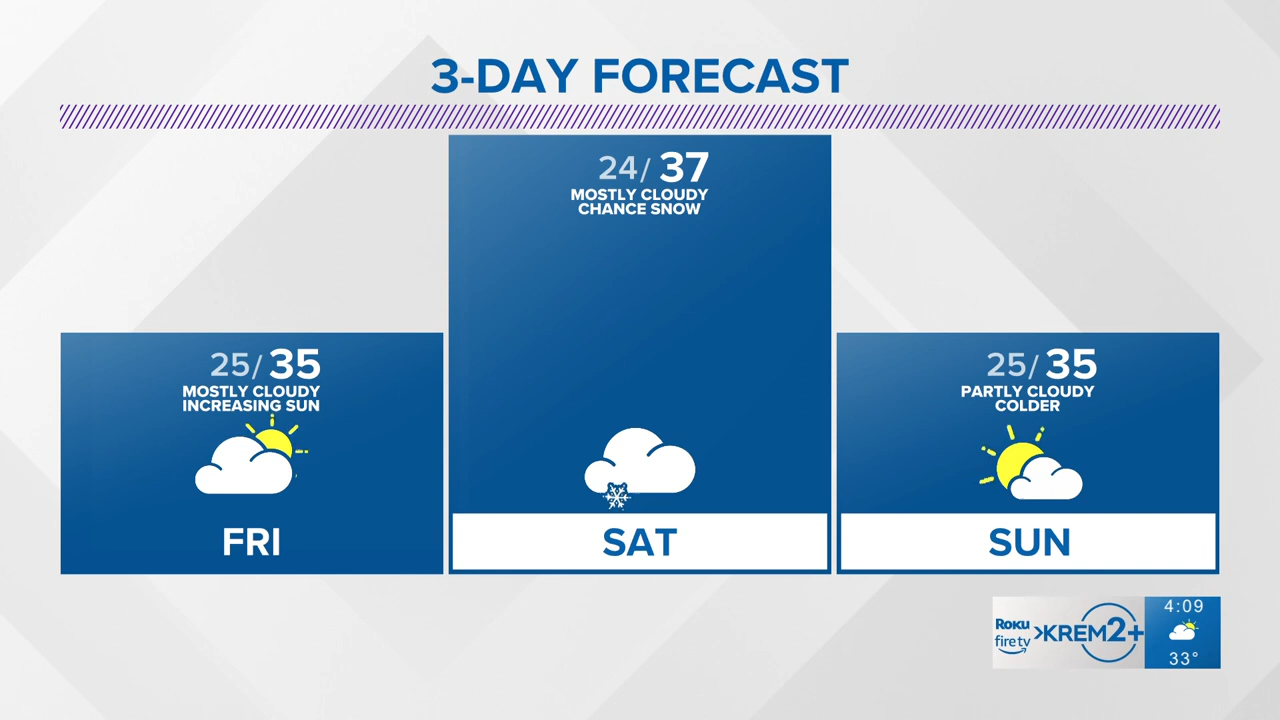 3-DAY FORECAST
25/ 35
MOSTLY CLOUDY
INCREASING SUN
FRI
24/ 37
MOSTLY CLOUDY
CHANCE SNOW
SAT
25/ 35
PARTLY CLOUDY
COLDER
SUN
Roku
fire tv
KREM2+
4:09
33°